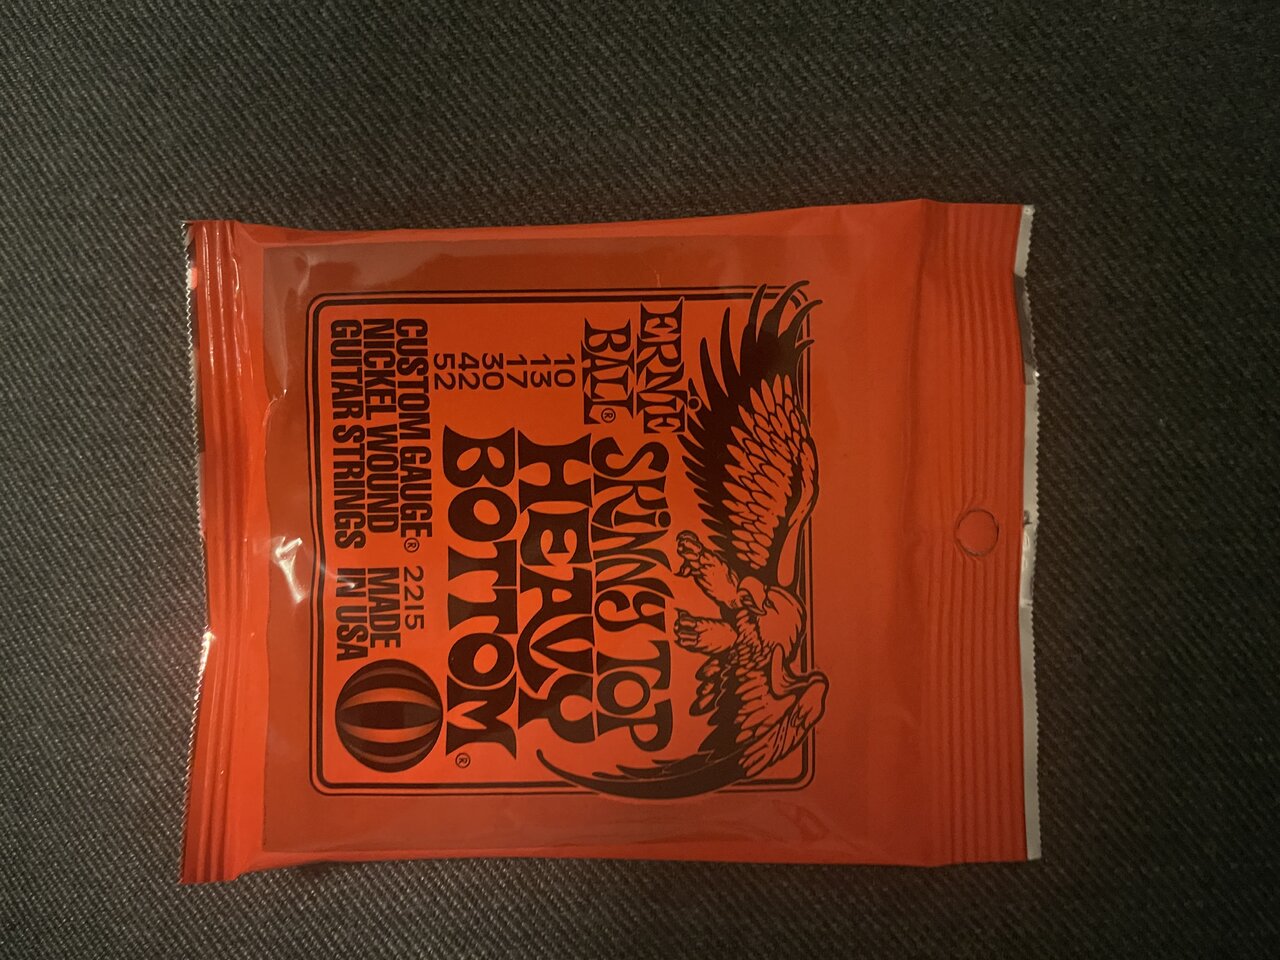 ERNIE
BALL®
SKINNY TOP
HEAVY
BOTTOM®
10
13
17
30
42
52
CUSTOM GAUGE® 2215
NICKEL WOUND MADE
GUITAR STRINGS IN USA